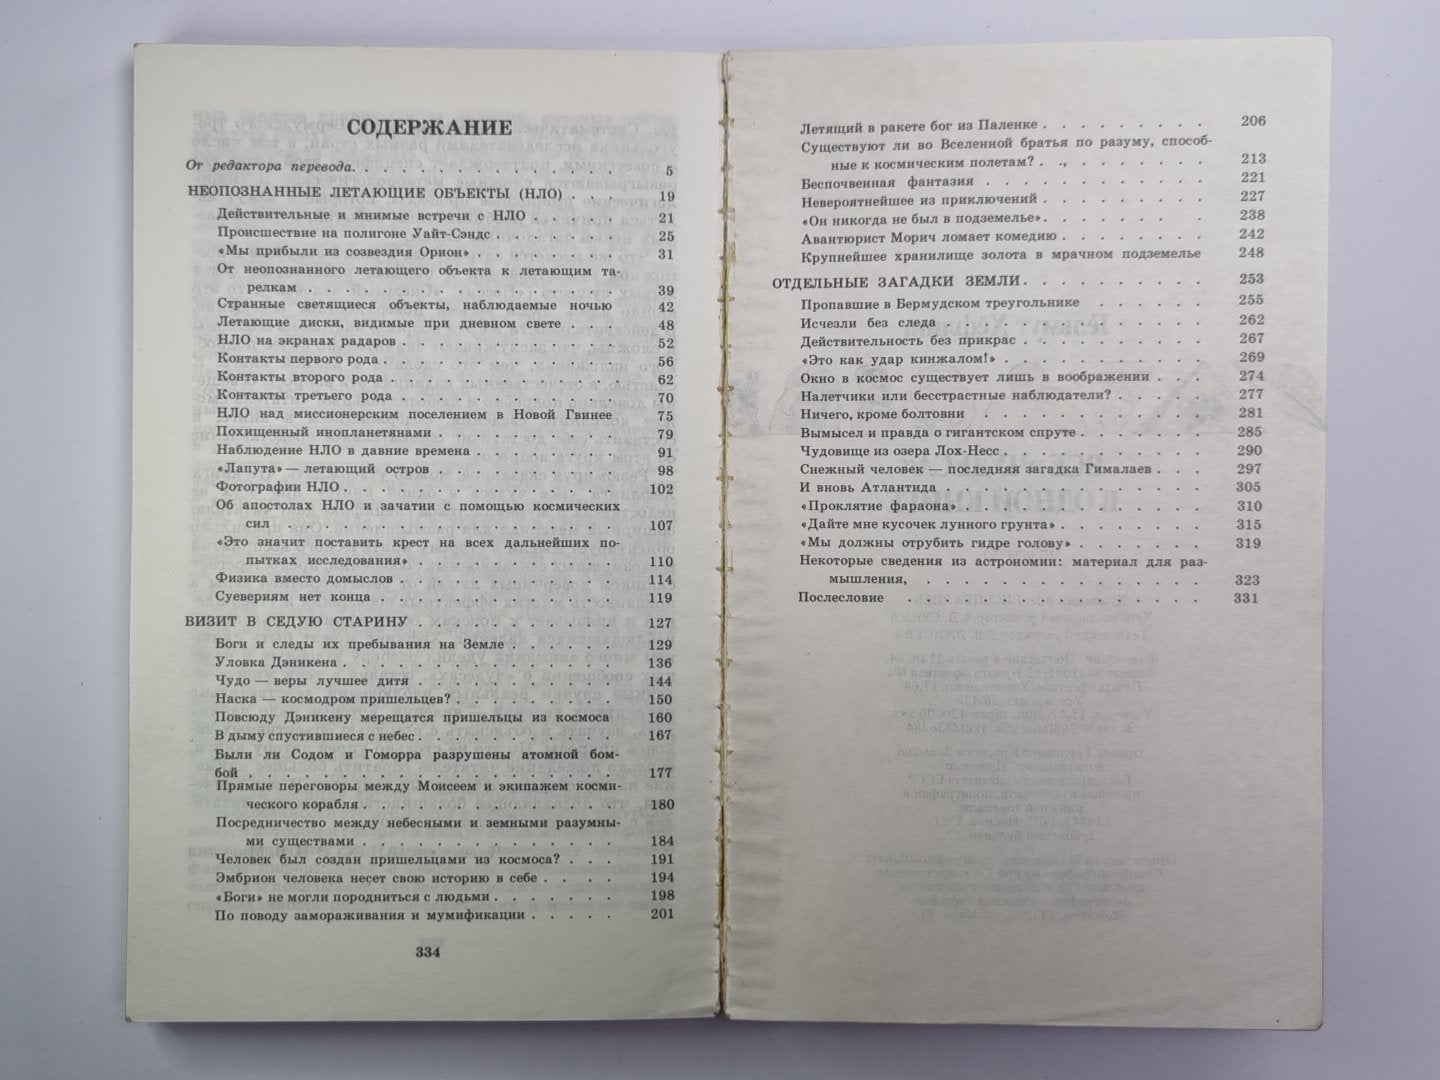 СОДЕРЖАНИЕ
От редактора перевода. . . . . . . . . . . . . . 5
НЕОПОЗНАННЫЕ ЛЕТАЮЩИЕ ОБЪЕКТЫ (НЛО) . . . 19
Действительные и мнимые встречи с НЛО . . . . . 21
Происшествие на полигоне Уайт-Сэндс . . . . . . . 25
«Мы прибыли из созвездия Орион» . . . . . . . . 31
От неопознанного летающего объекта к летающим та-
релкам . . . . . . . . . . . . . . . . 39
Странные светящиеся объекты, наблюдаемые ночью 42
Летающие диски, видимые при дневном свете . . . 48
НЛО на экранах радаров . . . . . . . . . . . . 52
Контакты первого рода . . . . . . . . . . . . . 56
Контакты второго рода . . . . . . . . . . . . . 62
Контакты третьего рода . . . . . . . . . . . . 70
НЛО над миссионерским поселением в Новой Гвинее 75
Похищенный инопланетянами . . . . . . . . . . 79
Наблюдение НЛО в давние времена . . . . . . . . 91
«Лапута» — летающий остров . . . . . . . . . . 98
Фотографии НЛО . . . . . . . . . . . . . . . 102
Об апостолах НЛО и зачатии с помощью космических
сил . . . . . . . . . . . . . . . . . . 107
«Это значит поставить крест на всех дальнейших по-
пытках исследования» . . . . . . . . . . . 110
Физика вместо домыслов . . . . . . . . . . . . 114
Суевериям нет конца . . . . . . . . . . . . . 119
ВИЗИТ В СЕДУЮ СТАРИНУ . . . . . . . . . . . 127
Боги и следы их пребывания на Земле . . . . . . 129
Уловка Дэникена . . . . . . . . . . . . . . . 136
Чудо — веры лучшее дитя . . . . . . . . . . . 144
Наска — космодром пришельцев? . . . . . . . . . 150
Повсюду Дэникену мерещатся пришельцы из космоса 160
В дыму спустившиеся с небес . . . . . . . . . . . 167
Были ли Содом и Гоморра разрушены атомной бом-
бой . . . . . . . . . . . . . . . . . . . 177
Прямые переговоры между Моисеем и экипажем косми-
ческого корабля . . . . . . . . . . . . . . 180
Посредничество между небесными и земными разумны-
ми существами . . . . . . . . . . . . . . 184
Человек был создан пришельцами из космоса? . . . 191
Эмбрион человека несет свою историю в себе . . . . 194
«Боги» не могли породниться с людьми . . . . . . . 198
По поводу замораживания и мумификации . . . . . 201
334
Летящий в ракете бог из Паленке . . . . . . . . . 206
Существуют ли во Вселенной братья по разуму, способ-
ные к космическим полетам? . . , . . . . . . . 213
Беспочвенная фантазия . . . . . . . . . . . . 221
Невероятнейшее из приключений . . . . . . . . . 227
«Он никогда не был в подземелье» . . . . . . . . . 238
Авантюрист Морич ломает комедию . . . . . . . . 242
Крупнейшее хранилище золота в мрачном подземелье 248
ОТДЕЛЬНЫЕ ЗАГАДКИ ЗЕМЛИ . . . . . . . . . . 253
Пропавшие в Бермудском треугольнике . . . . . . 255
Исчезли без следа . . . . . . . . . . . . . . 262
Действительность без прикрас . . . . . . . . . . 267
«Это как удар кинжалом!» . . . . . . . . . . . 269
Окно в космос существует лишь в воображении . . . 274
Налетчики или бесстрастные наблюдатели? . . . . . 277
Ничего, кроме болтовни . . . . . . . . . . . . 281
Вымысел и правда о гигантском спруте . . . . . . . 285
Чудовище из озера Лох-Несс . . . . . . . . . . . 290
Снежный человек — последняя загадка Гималаев . . . 297
И вновь Атлантида . . . . . . . . . . . . . . 305
«Проклятие фараона» . . . . . . . . . . . . . 310
«Дайте мне кусочек лунного грунта» . . . . . . . . 315
«Мы должны отрубить гидре голову» . . . . . . . 319
Некоторые сведения из астрономии: материал для раз-
мышления, . . . . . . . . . . . . . . . 323
Послесловие . . . . . . . . . . . . . . . . 331